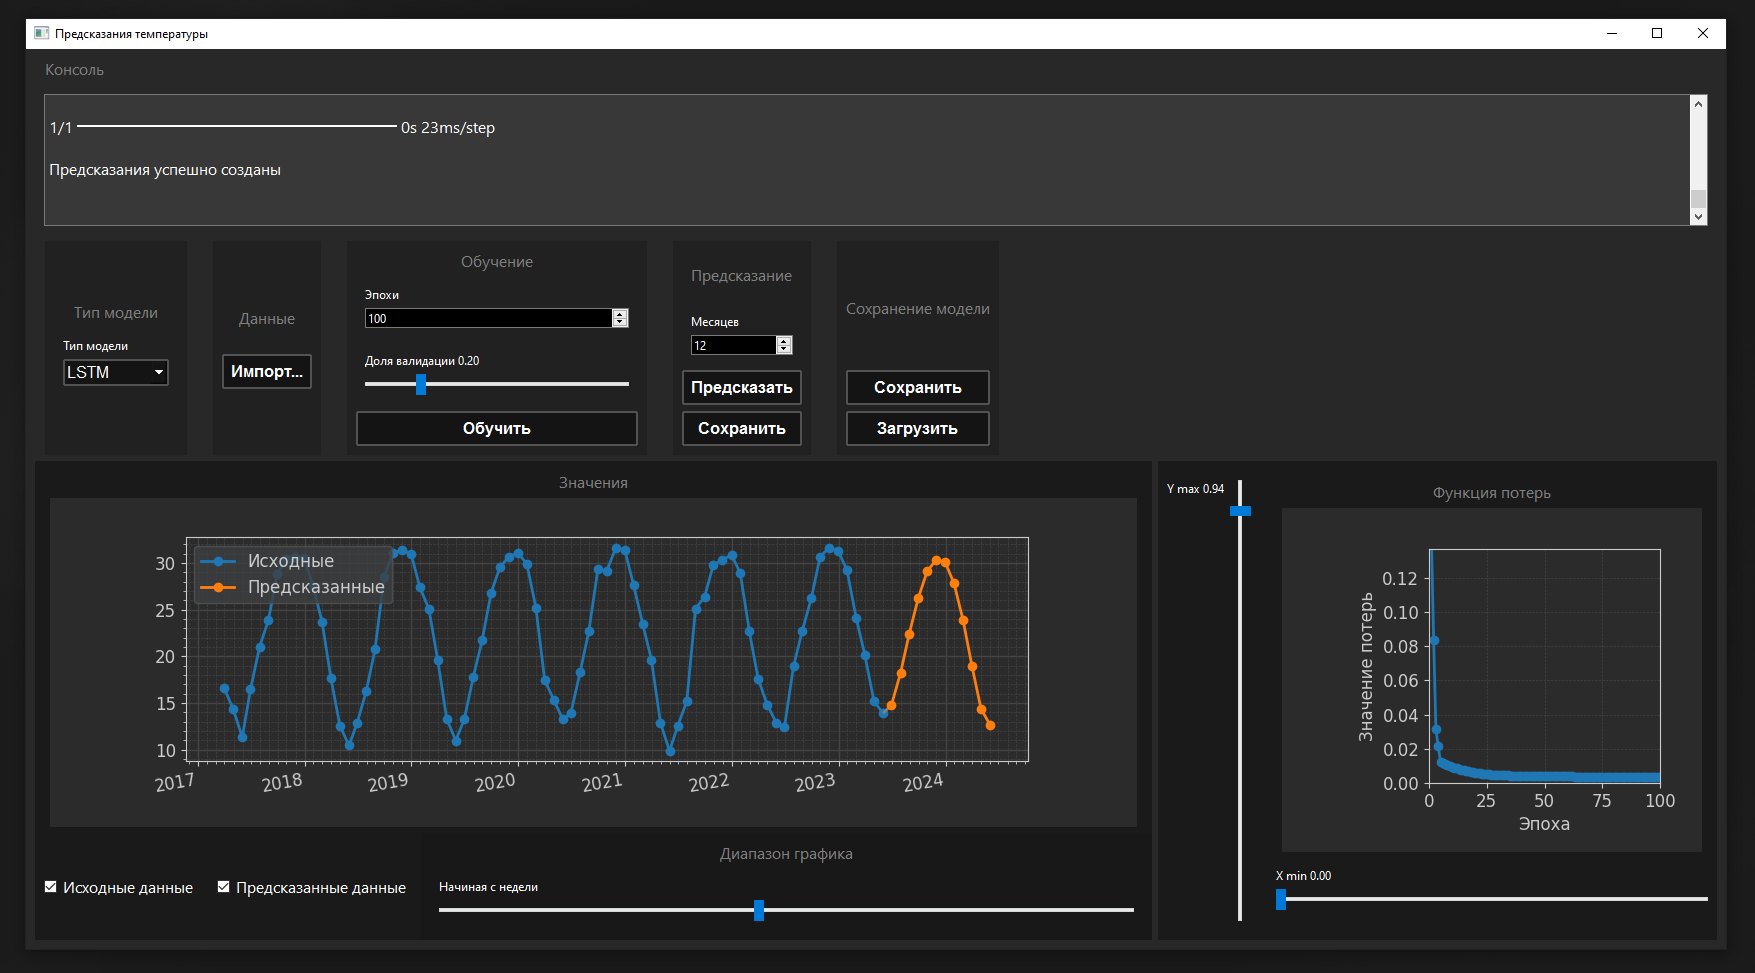 Предсказания температуры
Консоль
1/1 0s 23ms/step
Предсказания успешно созданы
Тип модели
Тип модели
LSTM
Данные
Импорт...
Обучение
Эпохи
100
Доля валидации 0.20
Обучить
Предсказание
Месяцев
12
Предсказать
Сохранить
Сохранение модели
Сохранить
Загрузить
Значения
Исходные
Предсказанные
30
25
20
15
10
2017 2018 2019 2020 2021 2022 2023 2024
Исходные данные
Предсказанные данные
Диапазон графика
Начиная с недели
Y max 0.94
Функция потерь
Значение потерь
0.12
0.10
0.08
0.06
0.04
0.02
0.00
0 25 50 75 100
Эпоха
X min 0.00